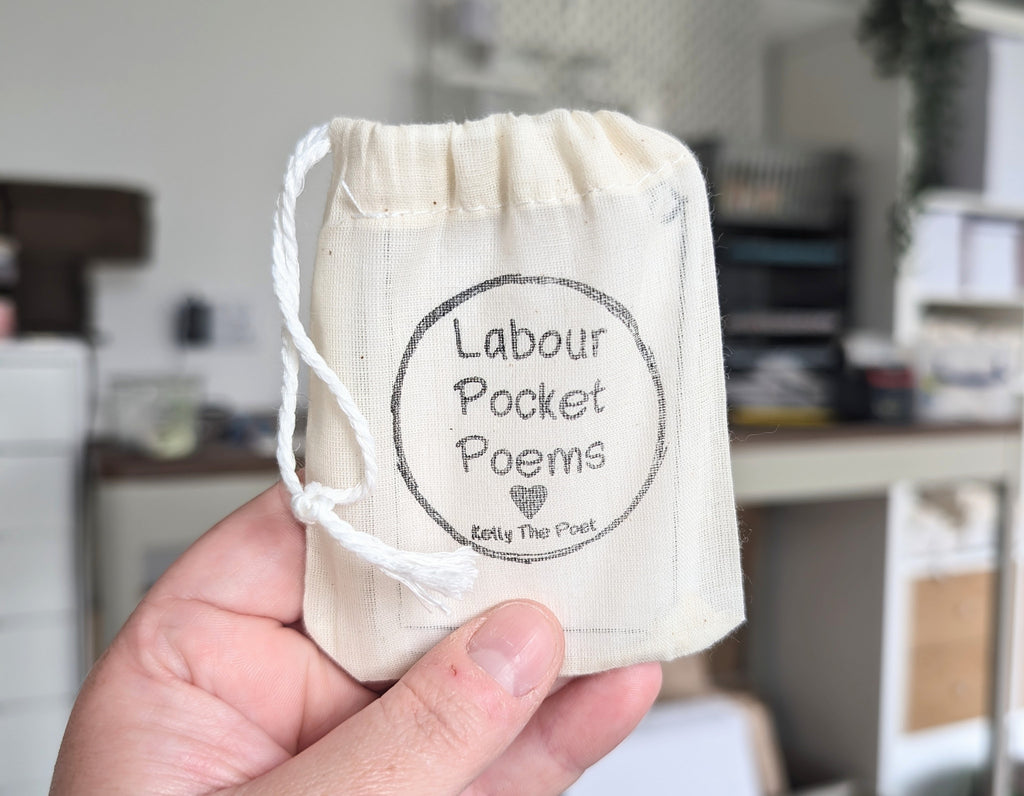 Labour
Pocket
Poems
Kelly The Poet